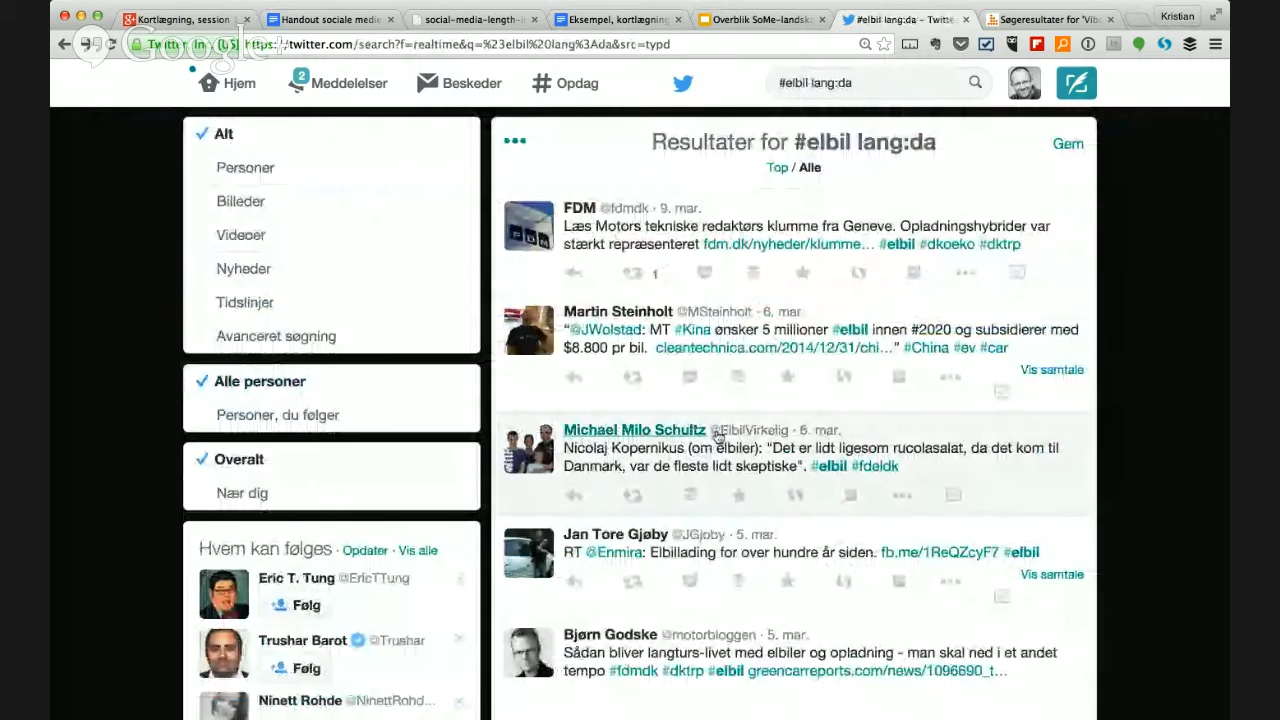 Kortlægning, session
Handout sociale medie
social-media-length-in
Eksempel, kortlægning
Overblik SoMe-landska
#elbil lang:da – Twitte
Søgeresultater for 'Vibo
Kristian
Google+
Twitter, Inc. [US] https://twitter.com/search?f=realtime&q=%23elbil%20lang%3Ada&src=typd
Hjem
2
Meddelelser
Beskeder
Opdag
#elbil lang:da
Alt
Personer
Billeder
Videoer
Nyheder
Tidslinjer
Avanceret søgning
Alle personer
Personer, du følger
Overalt
Nær dig
Hvem kan følges · Opdater · Vis alle
Eric T. Tung @EricTTung
Følg
Trushar Barot @Trushar
Følg
Ninett Rohde @NinettRohd...
Resultater for #elbil lang:da
Gem
Top / Alle
FDM @fdmdk · 9. mar.
Læs Motors tekniske redaktørs klumme fra Geneve. Opladningshybrider var
stærkt repræsenteret fdm.dk/nyheder/klumme… #elbil #dkoeko #dktrp
1
Martin Steinholt @MSteinholt · 6. mar.
“@JWolstad: MT #Kina ønsker 5 millioner #elbil innen #2020 og subsidierer med
$8.800 pr bil. cleantechnica.com/2014/12/31/chi…” #China #ev #car
Vis samtale
Michael Milo Schultz @ElbilVirkelig · 6. mar.
Nicolaj Kopernikus (om elbiler): "Det er lidt ligesom rucolasalat, da det kom til
Danmark, var de fleste lidt skeptiske". #elbil #fdeldk
Jan Tore Gjøby @JGjoby · 5. mar.
RT @Enmira: Elbillading for over hundre år siden. fb.me/1ReQZcyF7 #elbil
Vis samtale
Bjørn Godske @motorbloggen · 5. mar.
Sådan bliver langturs-livet med elbiler og opladning - man skal ned i et andet
tempo #fdmdk #dktrp #elbil greencarreports.com/news/1096690_t…